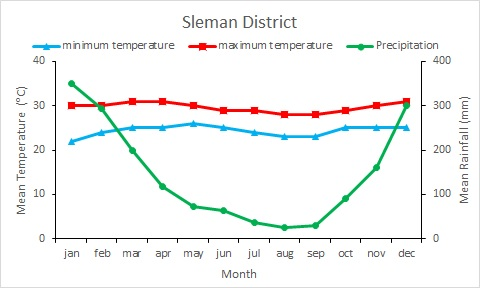 Sleman District
minimum temperature maximum temperature Precipitation
40
30
20
10
0
Mean Temperature (°C)
400
300
200
100
0
Mean Rainfall (mm)
jan feb mar apr may jun jul aug sep oct nov dec
Month